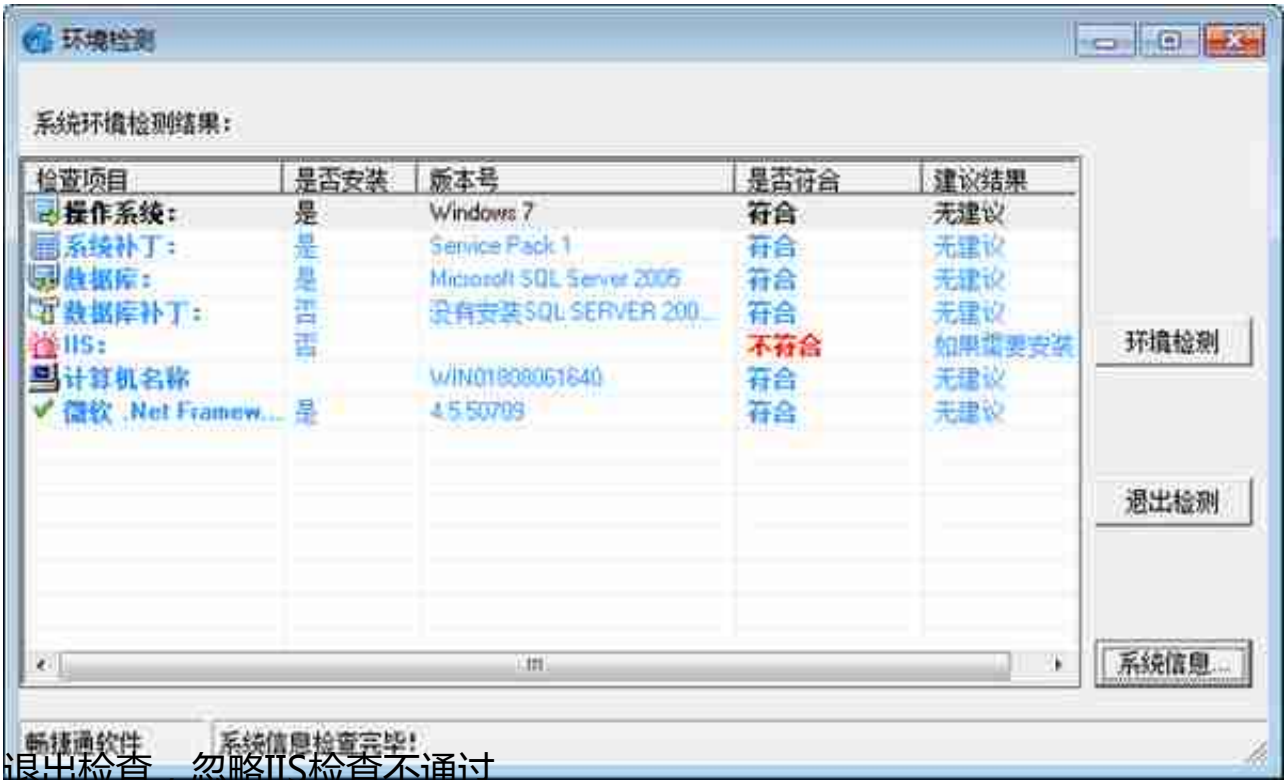 环境检测
系统环境检测结果：
检查项目 是否安装 版本号 是否符合 建议结果
操作系统： 是 Windows 7 符合 无建议
系统补丁： 是 Service Pack 1 符合 无建议
数据库： 是 Microsoft SQL Server 2005 符合 无建议
数据库补丁： 否 没有安装SQL SERVER 200... 符合 无建议
IIS： 否 不符合 如果需要安装
计算机名称 WIN01808061640 符合 无建议
微软 .Net Framew... 是 4.5.50709 符合 无建议
环境检测
退出检测
系统信息...
畅捷通软件 系统信息检查完毕！
退出检查，忽略IIS检查不通过